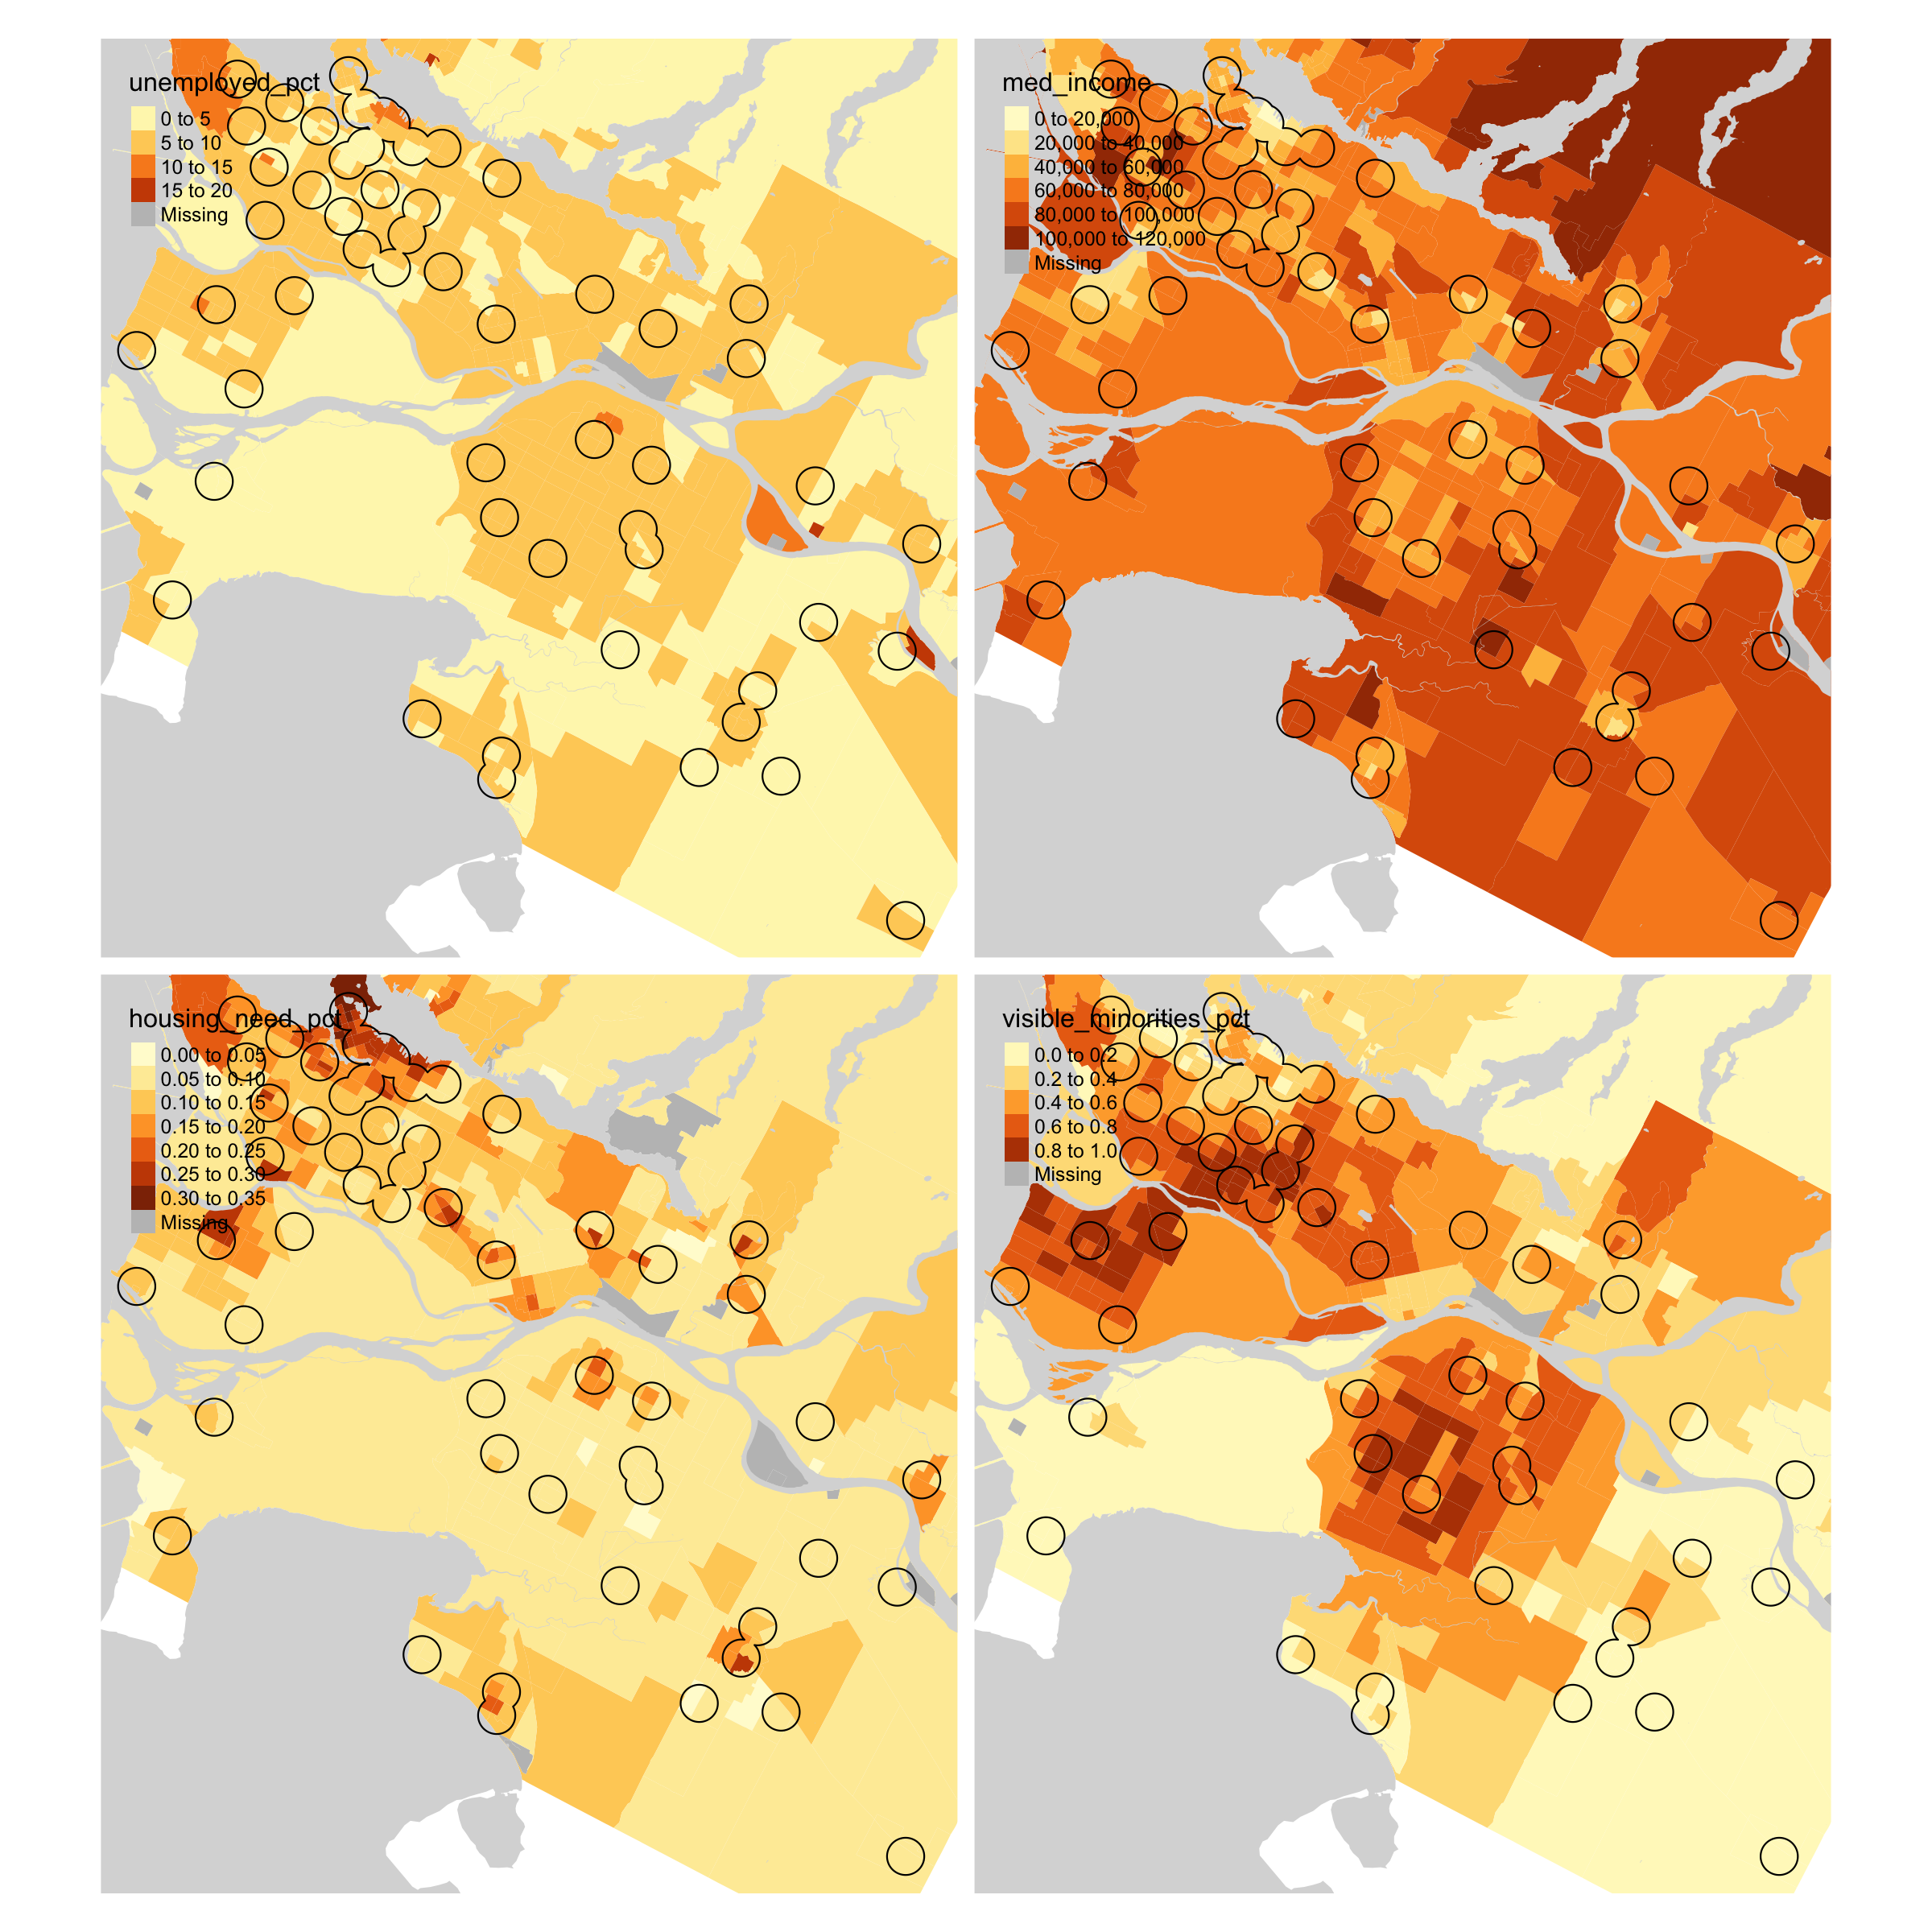 unemployed_pct
0 to 5
5 to 10
10 to 15
15 to 20
Missing
med_income
0 to 20,000
20,000 to 40,000
40,000 to 60,000
60,000 to 80,000
80,000 to 100,000
100,000 to 120,000
Missing
housing_need_pct
0.00 to 0.05
0.05 to 0.10
0.10 to 0.15
0.15 to 0.20
0.20 to 0.25
0.25 to 0.30
0.30 to 0.35
Missing
visible_minorities_pct
0.0 to 0.2
0.2 to 0.4
0.4 to 0.6
0.6 to 0.8
0.8 to 1.0
Missing